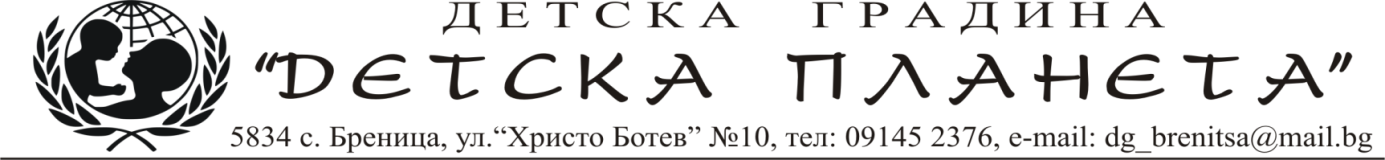 ДЕТСКА ГРАДИНА
“ДЕТСКА ПЛАНЕТА”
5834 с. Бреница, ул.“Христо Ботев” №10, тел: 09145 2376, e-mail: dg_brenitsa@mail.bg